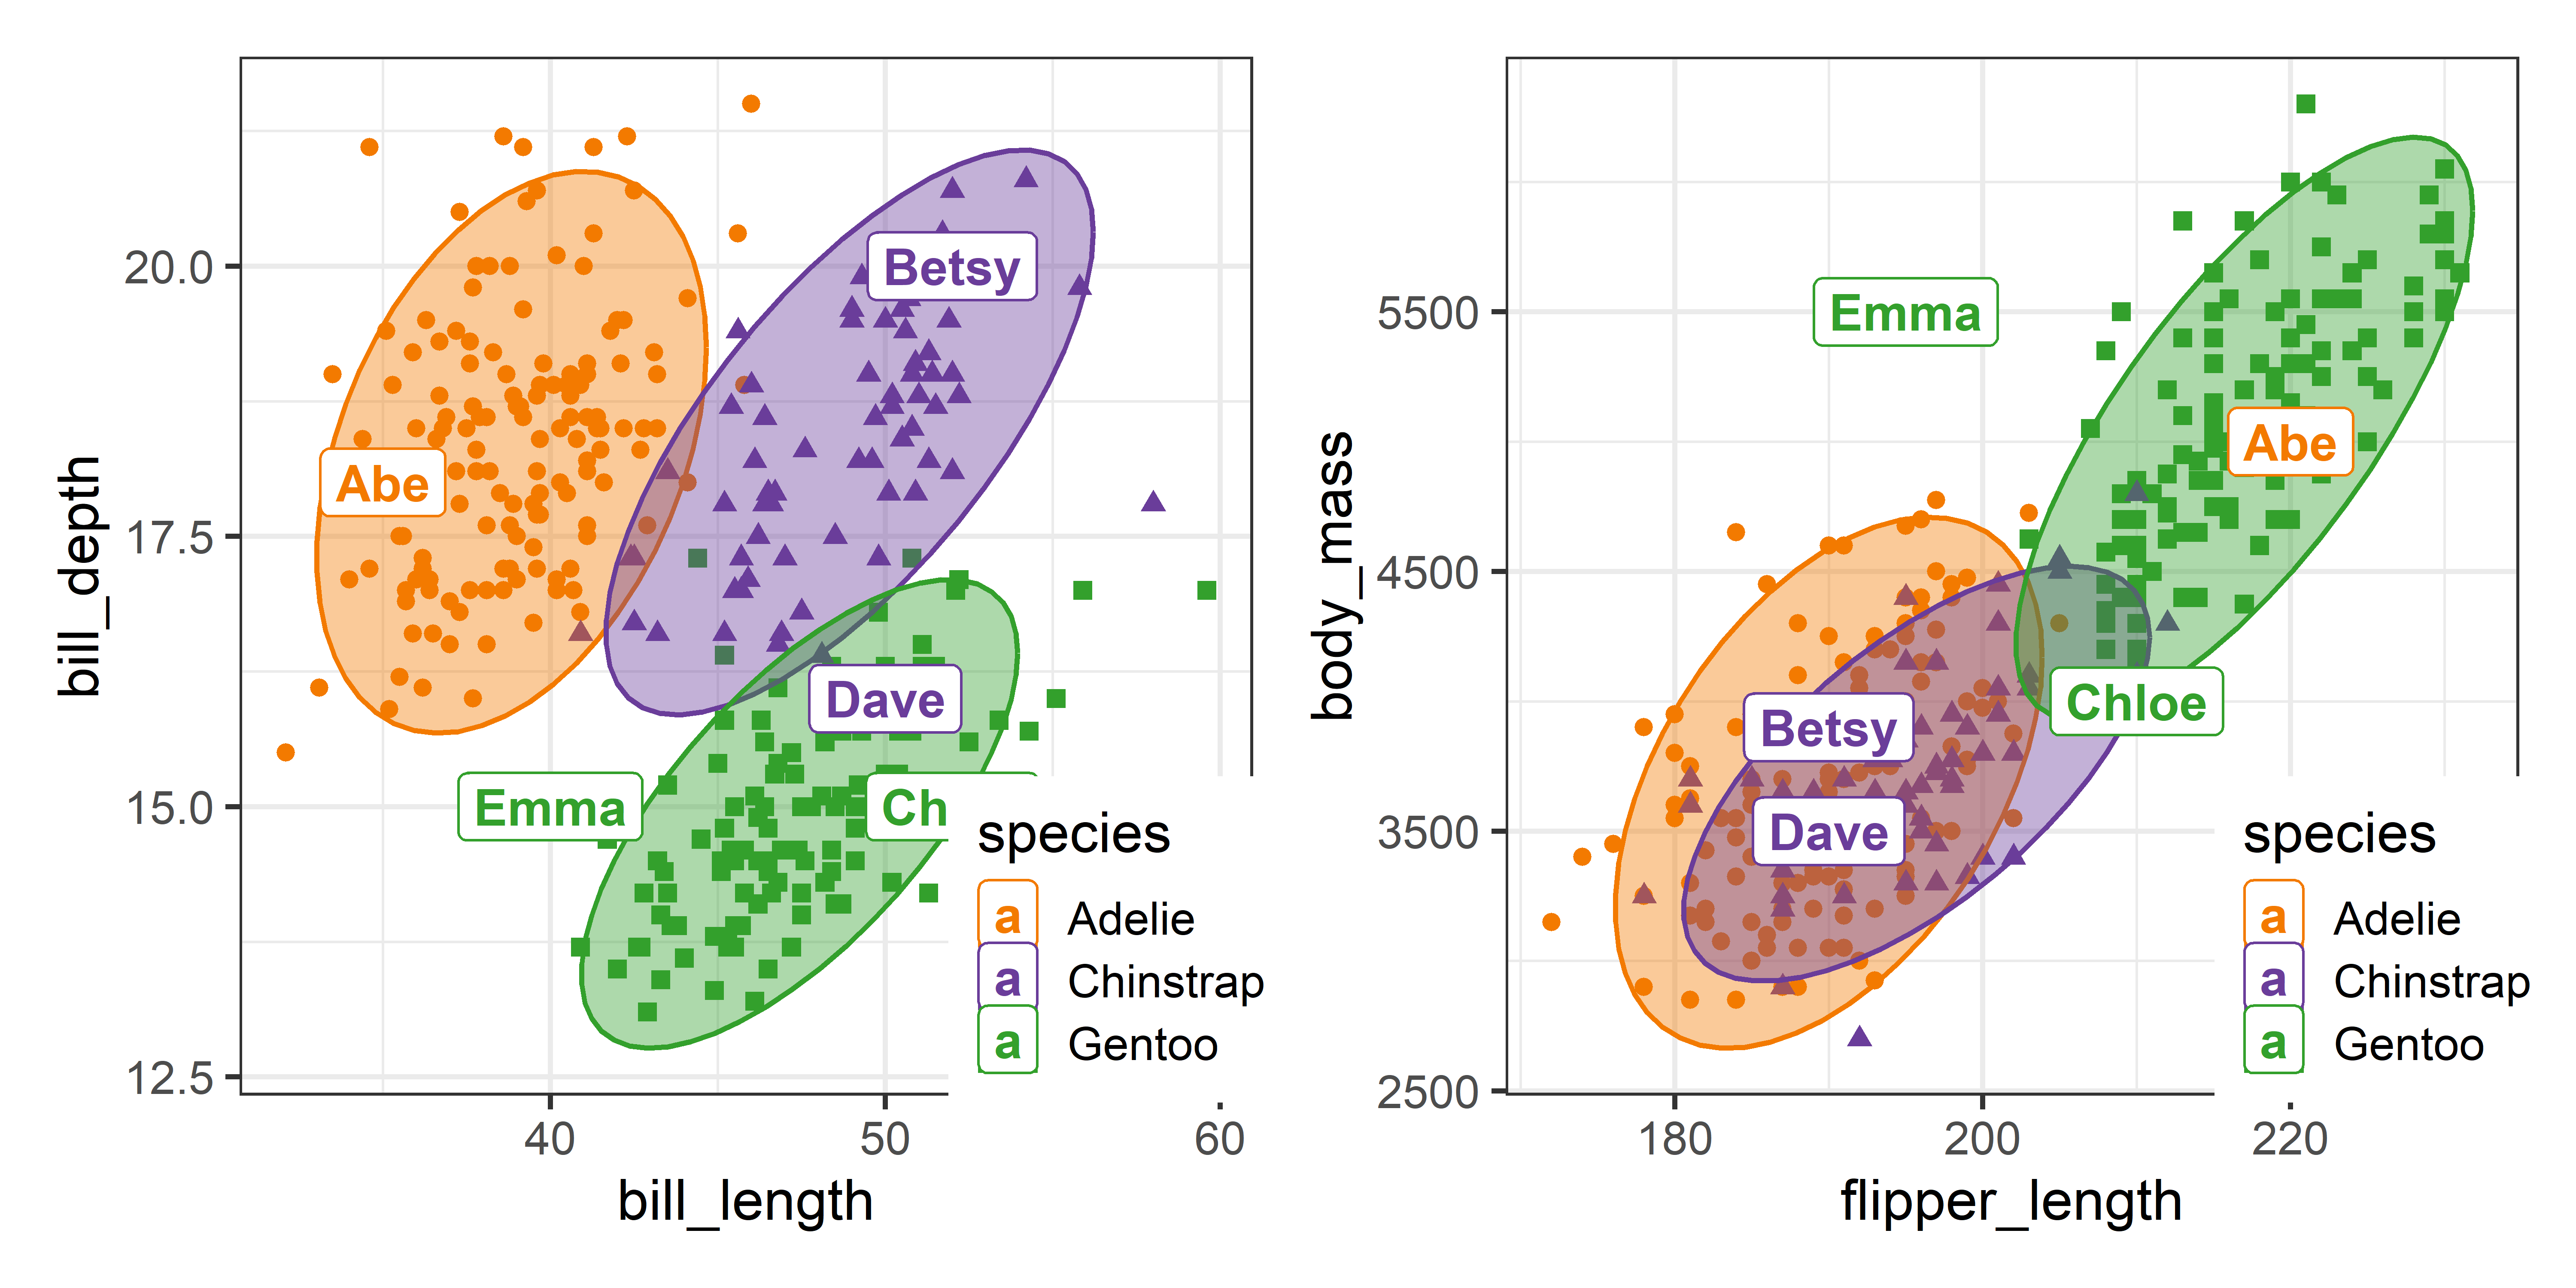 bill_depth
20.0
17.5
15.0
12.5
Betsy
Abe
Dave
Emma
Ch
species
a Adelie
a Chinstrap
a Gentoo
40 50 60
bill_length
body_mass
5500
4500
3500
2500
Emma
Abe
Chloe
Betsy
Dave
species
a Adelie
a Chinstrap
a Gentoo
180 200 220
flipper_length